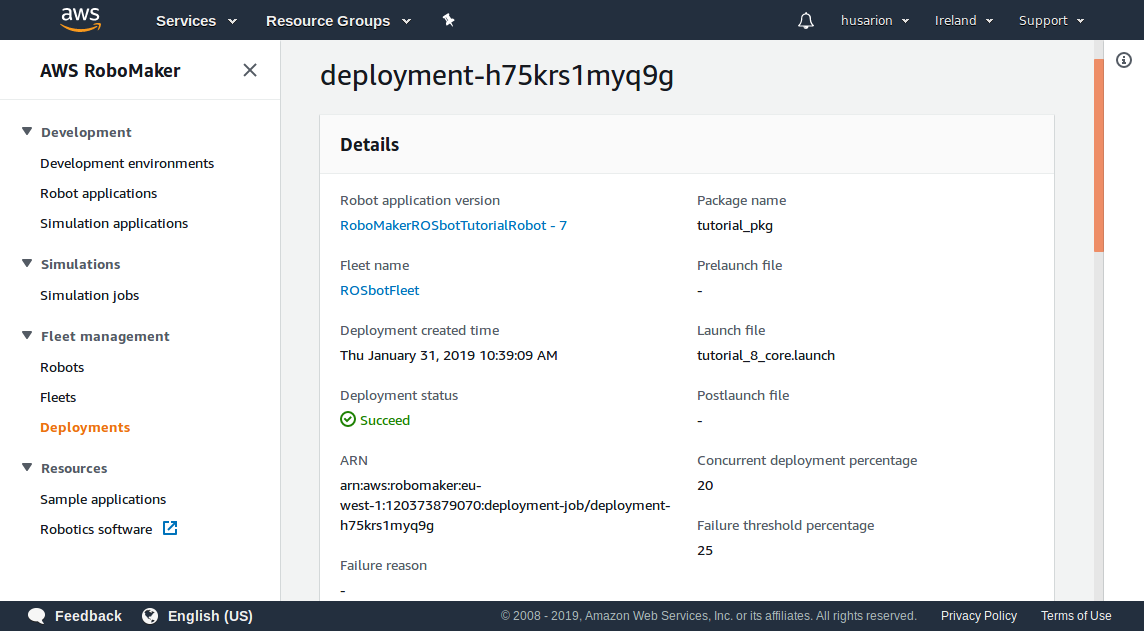 aws Services Resource Groups husarion Ireland Support
AWS RoboMaker
Development
Development environments
Robot applications
Simulation applications
Simulations
Simulation jobs
Fleet management
Robots
Fleets
Deployments
Resources
Sample applications
Robotics software
deployment-h75krs1myq9g
Details
Robot application version
RoboMakerROSbotTutorialRobot - 7
Fleet name
ROSbotFleet
Deployment created time
Thu January 31, 2019 10:39:09 AM
Deployment status
Succeed
ARN
arn:aws:robomaker:eu-
west-1:120373879070:deployment-job/deployment-
h75krs1myq9g
Failure reason
-
Package name
tutorial_pkg
Prelaunch file
-
Launch file
tutorial_8_core.launch
Postlaunch file
-
Concurrent deployment percentage
20
Failure threshold percentage
25
Feedback English (US) © 2008 - 2019, Amazon Web Services, Inc. or its affiliates. All rights reserved. Privacy Policy Terms of Use